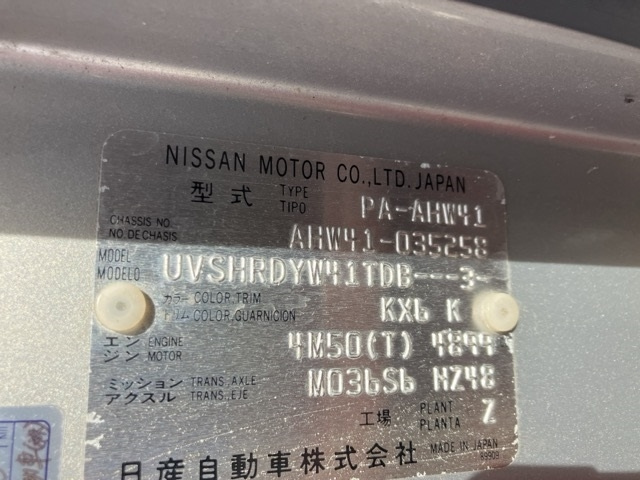 NISSAN MOTOR CO.,LTD.JAPAN
型式 TYPE TIPO PA-AHW41
CHASSIS NO. NO.DE CHASIS AHW41-035258
MODEL MODELO UVSHRDYW41TDB---3-
カラー COLOR,TRIM トリム COLOR,GUARNICION KX6 K
エンジン ENGINE MOTOR 4M50(T) 4899
ミッション アクスル TRANS.,AXLE TRANS.,EJE M036S6 HZ48
工場 PLANT PLANTA Z
日産自動車株式会社 MADE IN JAPAN